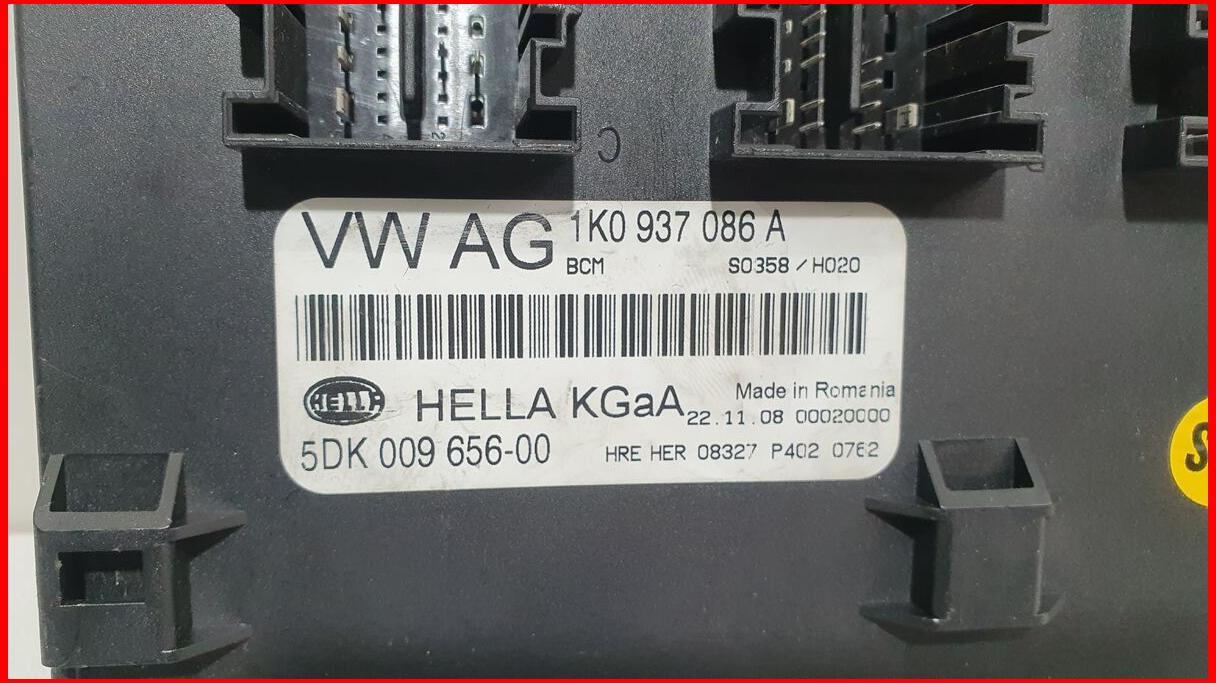 C
VW AG 1K0 937 086 A
BCM S0358 / H020
HELLA HELLA KGaA Made in Romania
22.11.08 00020000
5DK 009 656-00 HRE HER 08327 P402 0762
S